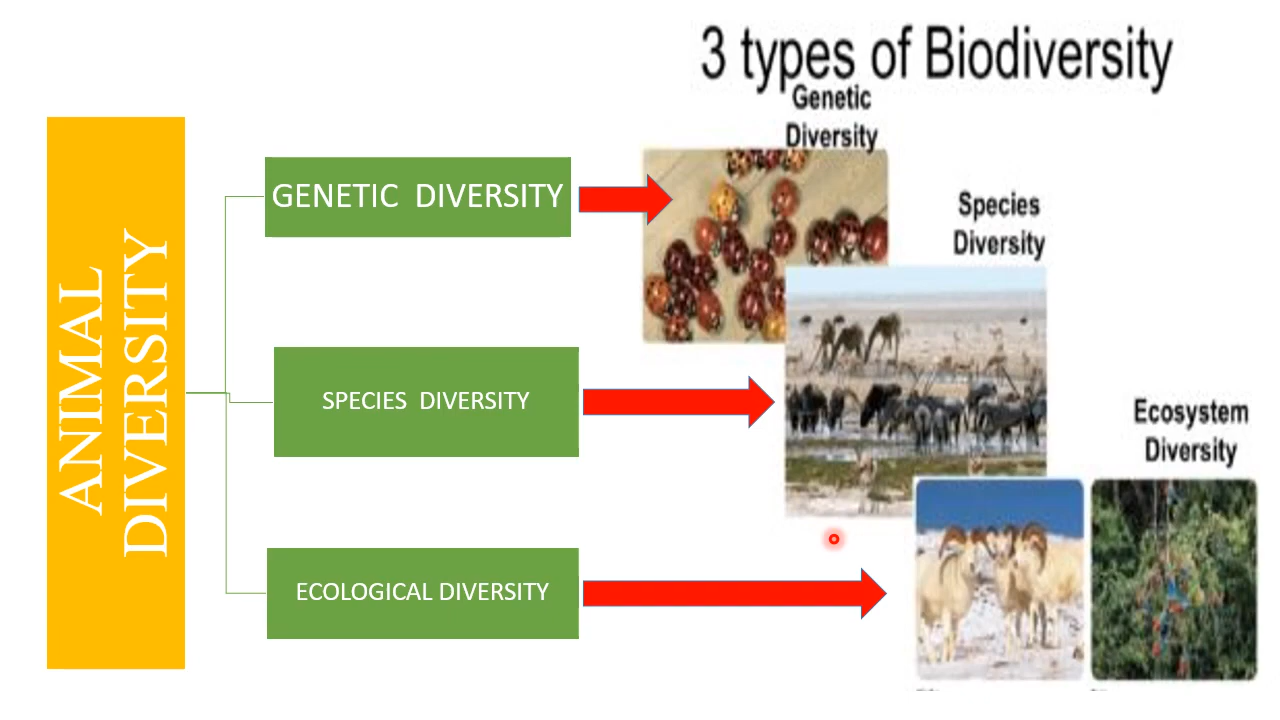 3 types of Biodiversity
ANIMAL
DIVERSITY
GENETIC  DIVERSITY
SPECIES  DIVERSITY
ECOLOGICAL DIVERSITY
Genetic
Diversity
Species
Diversity
Ecosystem
Diversity